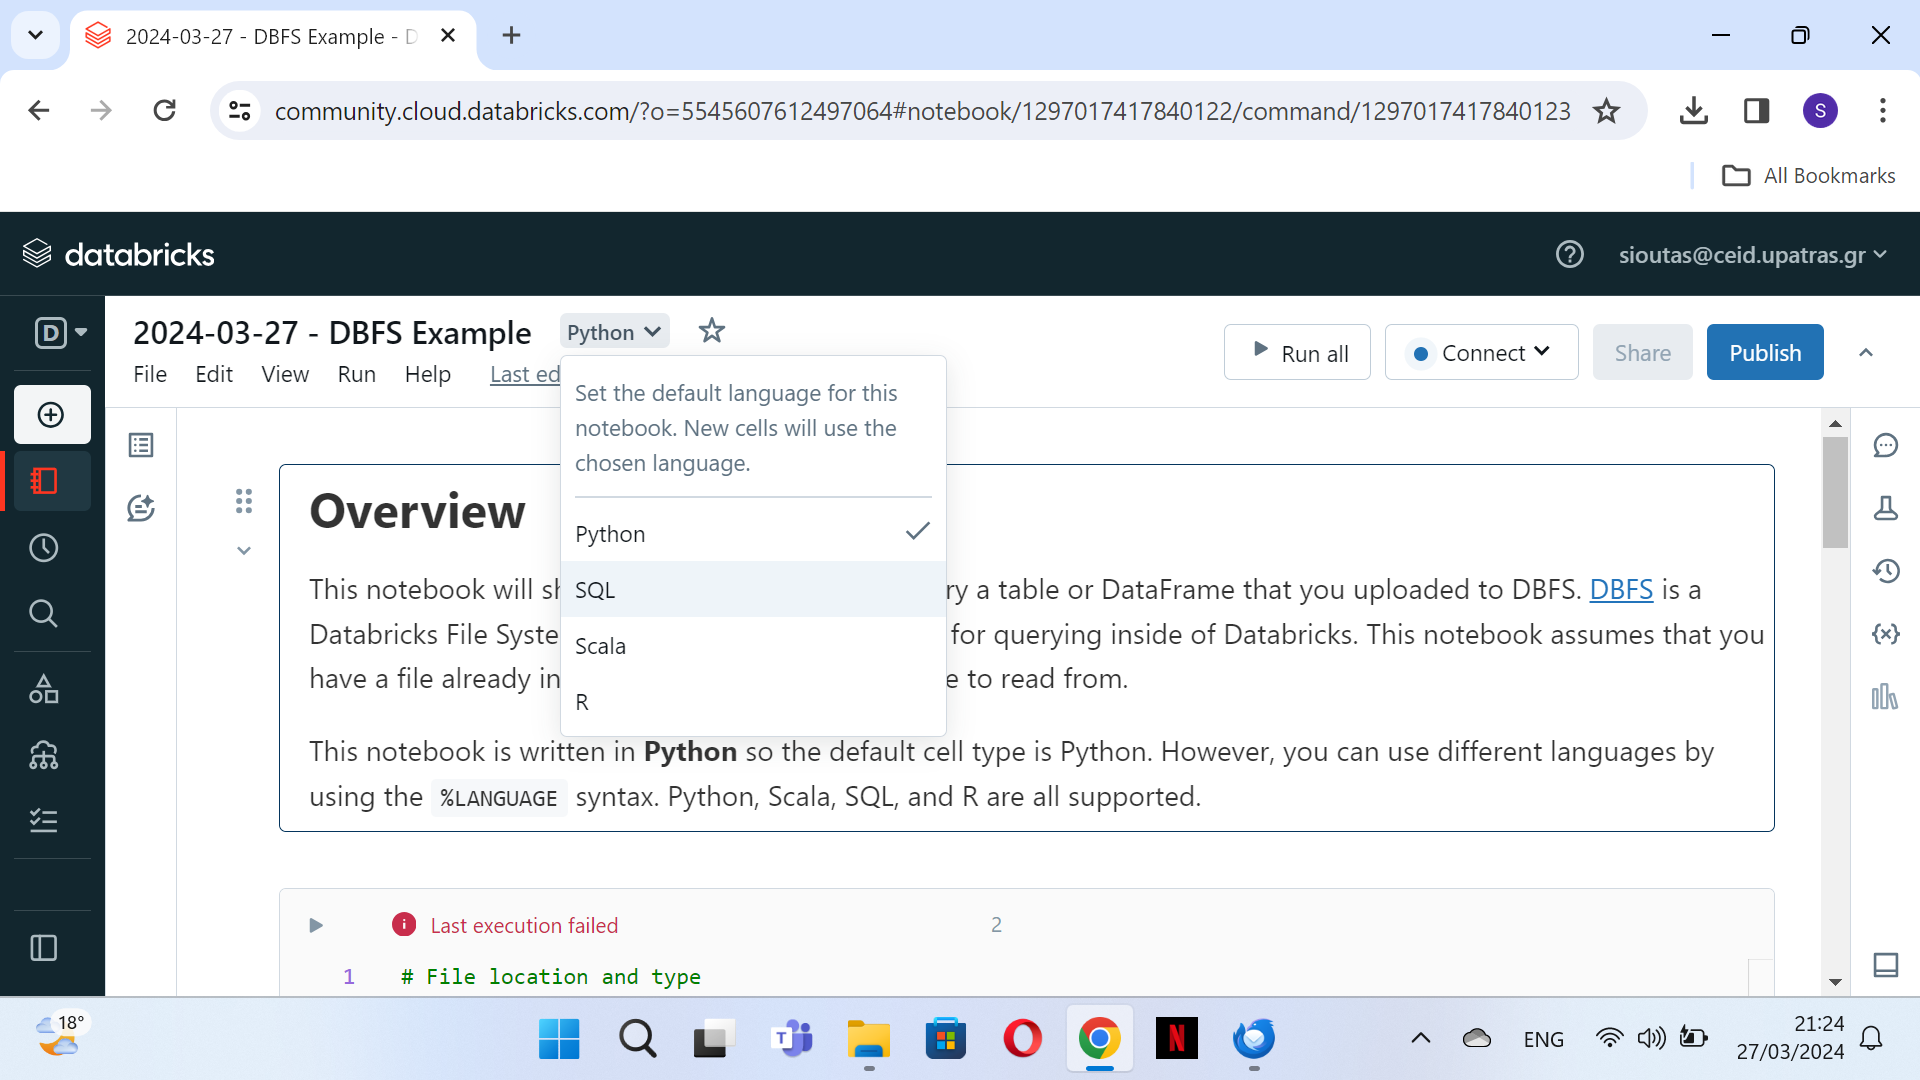 2024-03-27 - DBFS Example - D
community.cloud.databricks.com/?o=5545607612497064#notebook/1297017417840122/command/1297017417840123
S
All Bookmarks
databricks
sioutas@ceid.upatras.gr
D
2024-03-27 - DBFS Example
Python
File Edit View Run Help Last ed
Run all
Connect
Share
Publish
Set the default language for this
notebook. New cells will use the
chosen language.
Python
SQL
Scala
R
Overview
This notebook will sh ry a table or DataFrame that you uploaded to DBFS. DBFS is a
Databricks File Syste for querying inside of Databricks. This notebook assumes that you
have a file already in e to read from.
This notebook is written in Python so the default cell type is Python. However, you can use different languages by
using the %LANGUAGE syntax. Python, Scala, SQL, and R are all supported.
Last execution failed
2
1 # File location and type
18°
ENG
21:24
27/03/2024